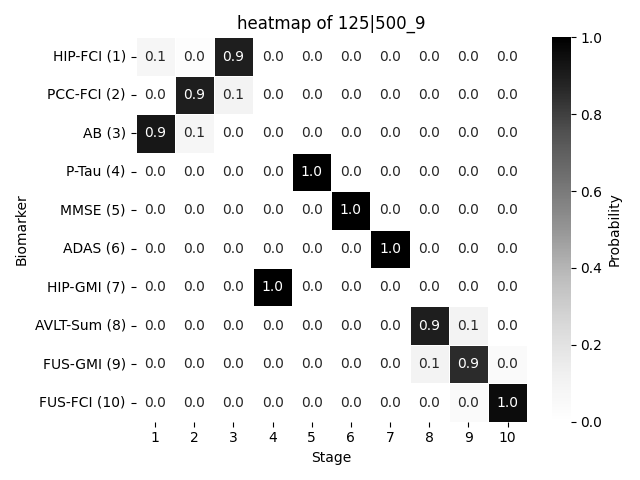 heatmap of 125|500_9
HIP-FCI (1) 0.1 0.0 0.9 0.0 0.0 0.0 0.0 0.0 0.0 0.0
PCC-FCI (2) 0.0 0.9 0.1 0.0 0.0 0.0 0.0 0.0 0.0 0.0
AB (3) 0.9 0.1 0.0 0.0 0.0 0.0 0.0 0.0 0.0 0.0
P-Tau (4) 0.0 0.0 0.0 0.0 1.0 0.0 0.0 0.0 0.0 0.0
MMSE (5) 0.0 0.0 0.0 0.0 0.0 1.0 0.0 0.0 0.0 0.0
ADAS (6) 0.0 0.0 0.0 0.0 0.0 0.0 1.0 0.0 0.0 0.0
HIP-GMI (7) 0.0 0.0 0.0 1.0 0.0 0.0 0.0 0.0 0.0 0.0
AVLT-Sum (8) 0.0 0.0 0.0 0.0 0.0 0.0 0.0 0.9 0.1 0.0
FUS-GMI (9) 0.0 0.0 0.0 0.0 0.0 0.0 0.0 0.1 0.9 0.0
FUS-FCI (10) 0.0 0.0 0.0 0.0 0.0 0.0 0.0 0.0 0.0 1.0
1 2 3 4 5 6 7 8 9 10
Stage
Biomarker
1.0
0.8
0.6
0.4
0.2
0.0
Probability